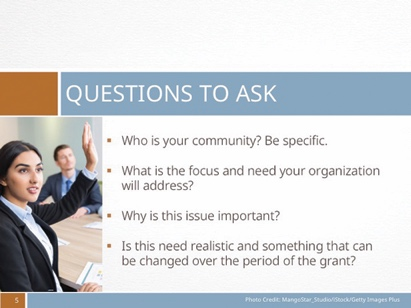 QUESTIONS TO ASK
Who is your community? Be specific.
What is the focus and need your organization
will address?
Why is this issue important?
Is this need realistic and something that can
be changed over the period of the grant?
5
Photo Credit: MangoStar_Studio/iStock/Getty Images Plus